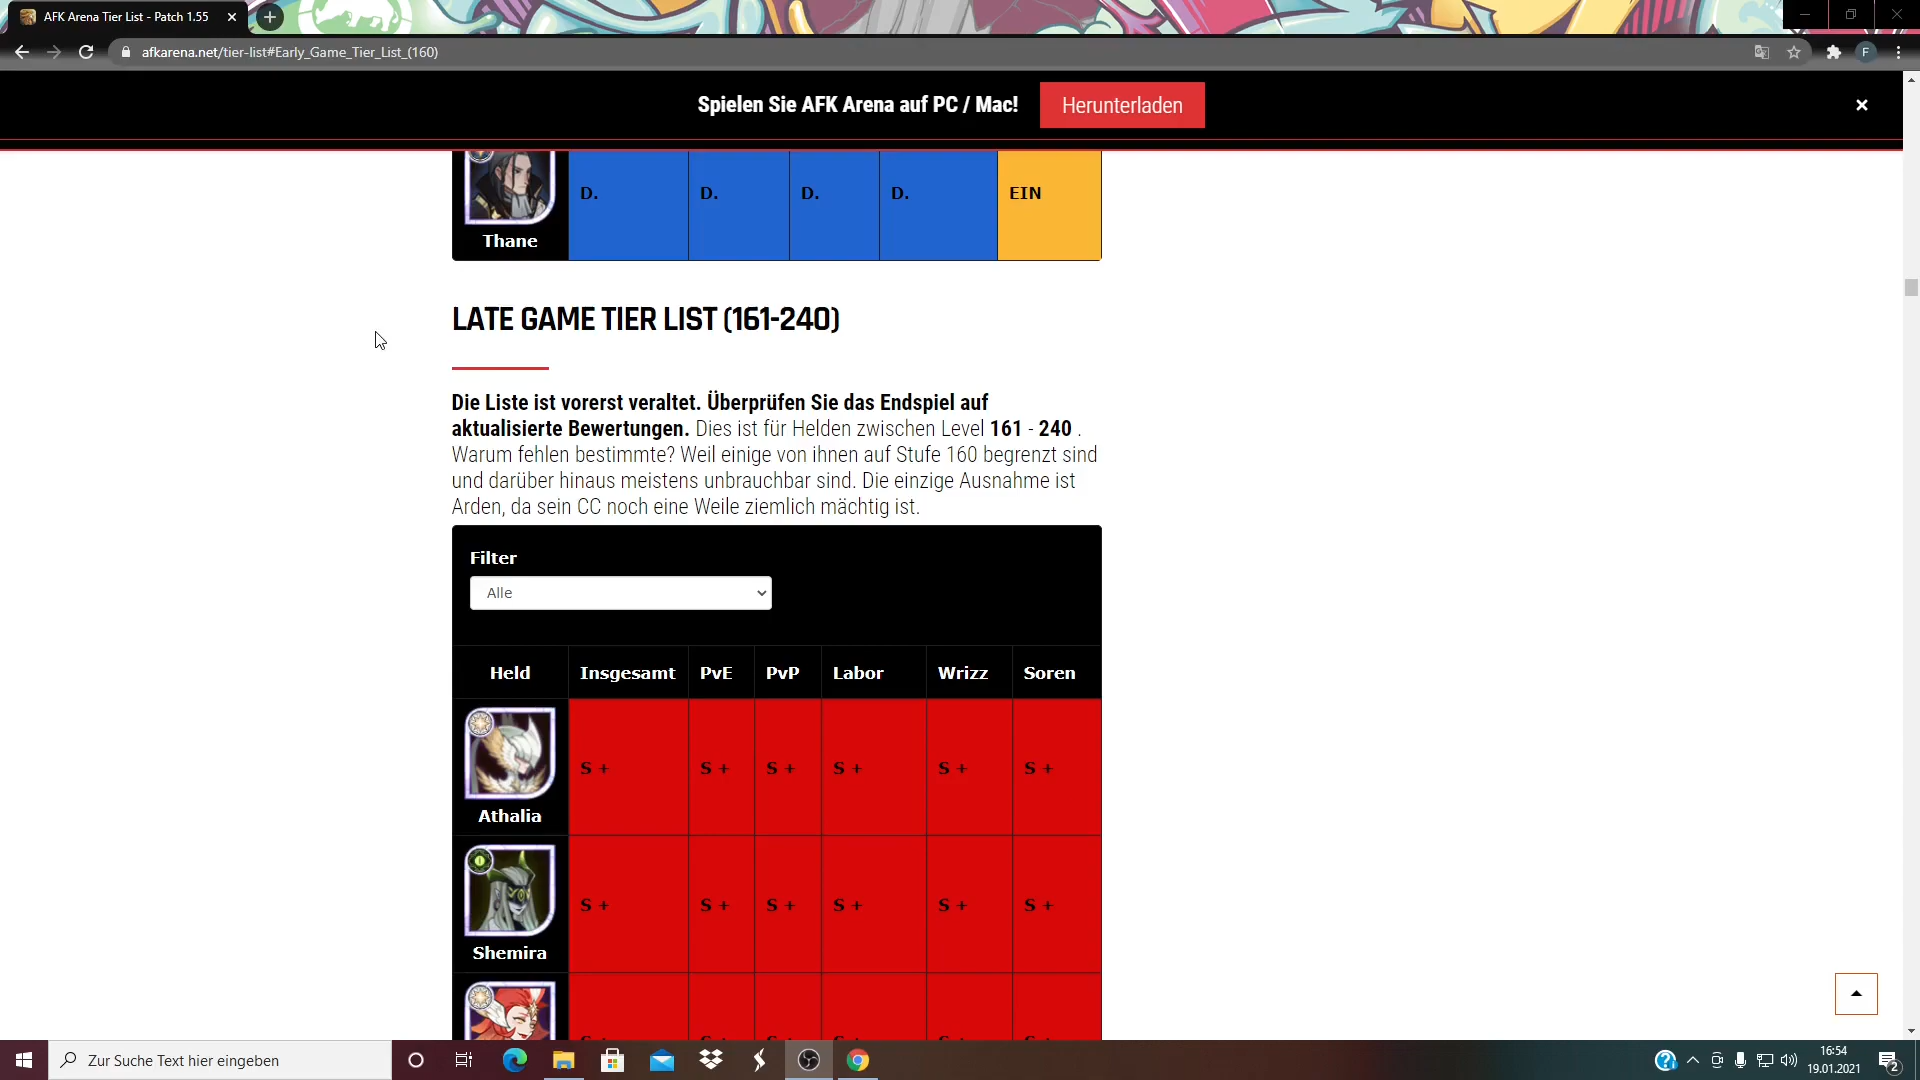 AFK Arena Tier List - Patch 1.55
afkarena.net/tier-list#Early_Game_Tier_List_(160)
F
Spielen Sie AFK Arena auf PC / Mac!
Herunterladen
D.
D.
D.
D.
EIN
Thane
LATE GAME TIER LIST (161-240)
Die Liste ist vorerst veraltet. Überprüfen Sie das Endspiel auf
aktualisierte Bewertungen. Dies ist für Helden zwischen Level 161 - 240 .
Warum fehlen bestimmte? Weil einige von ihnen auf Stufe 160 begrenzt sind
und darüber hinaus meistens unbrauchbar sind. Die einzige Ausnahme ist
Arden, da sein CC noch eine Weile ziemlich mächtig ist.
Filter
Alle
Held Insgesamt PvE PvP Labor Wrizz Soren
S + S + S + S + S + S +
Athalia
S + S + S + S + S + S +
Shemira
Zur Suche Text hier eingeben
16:54
19.01.2021
2